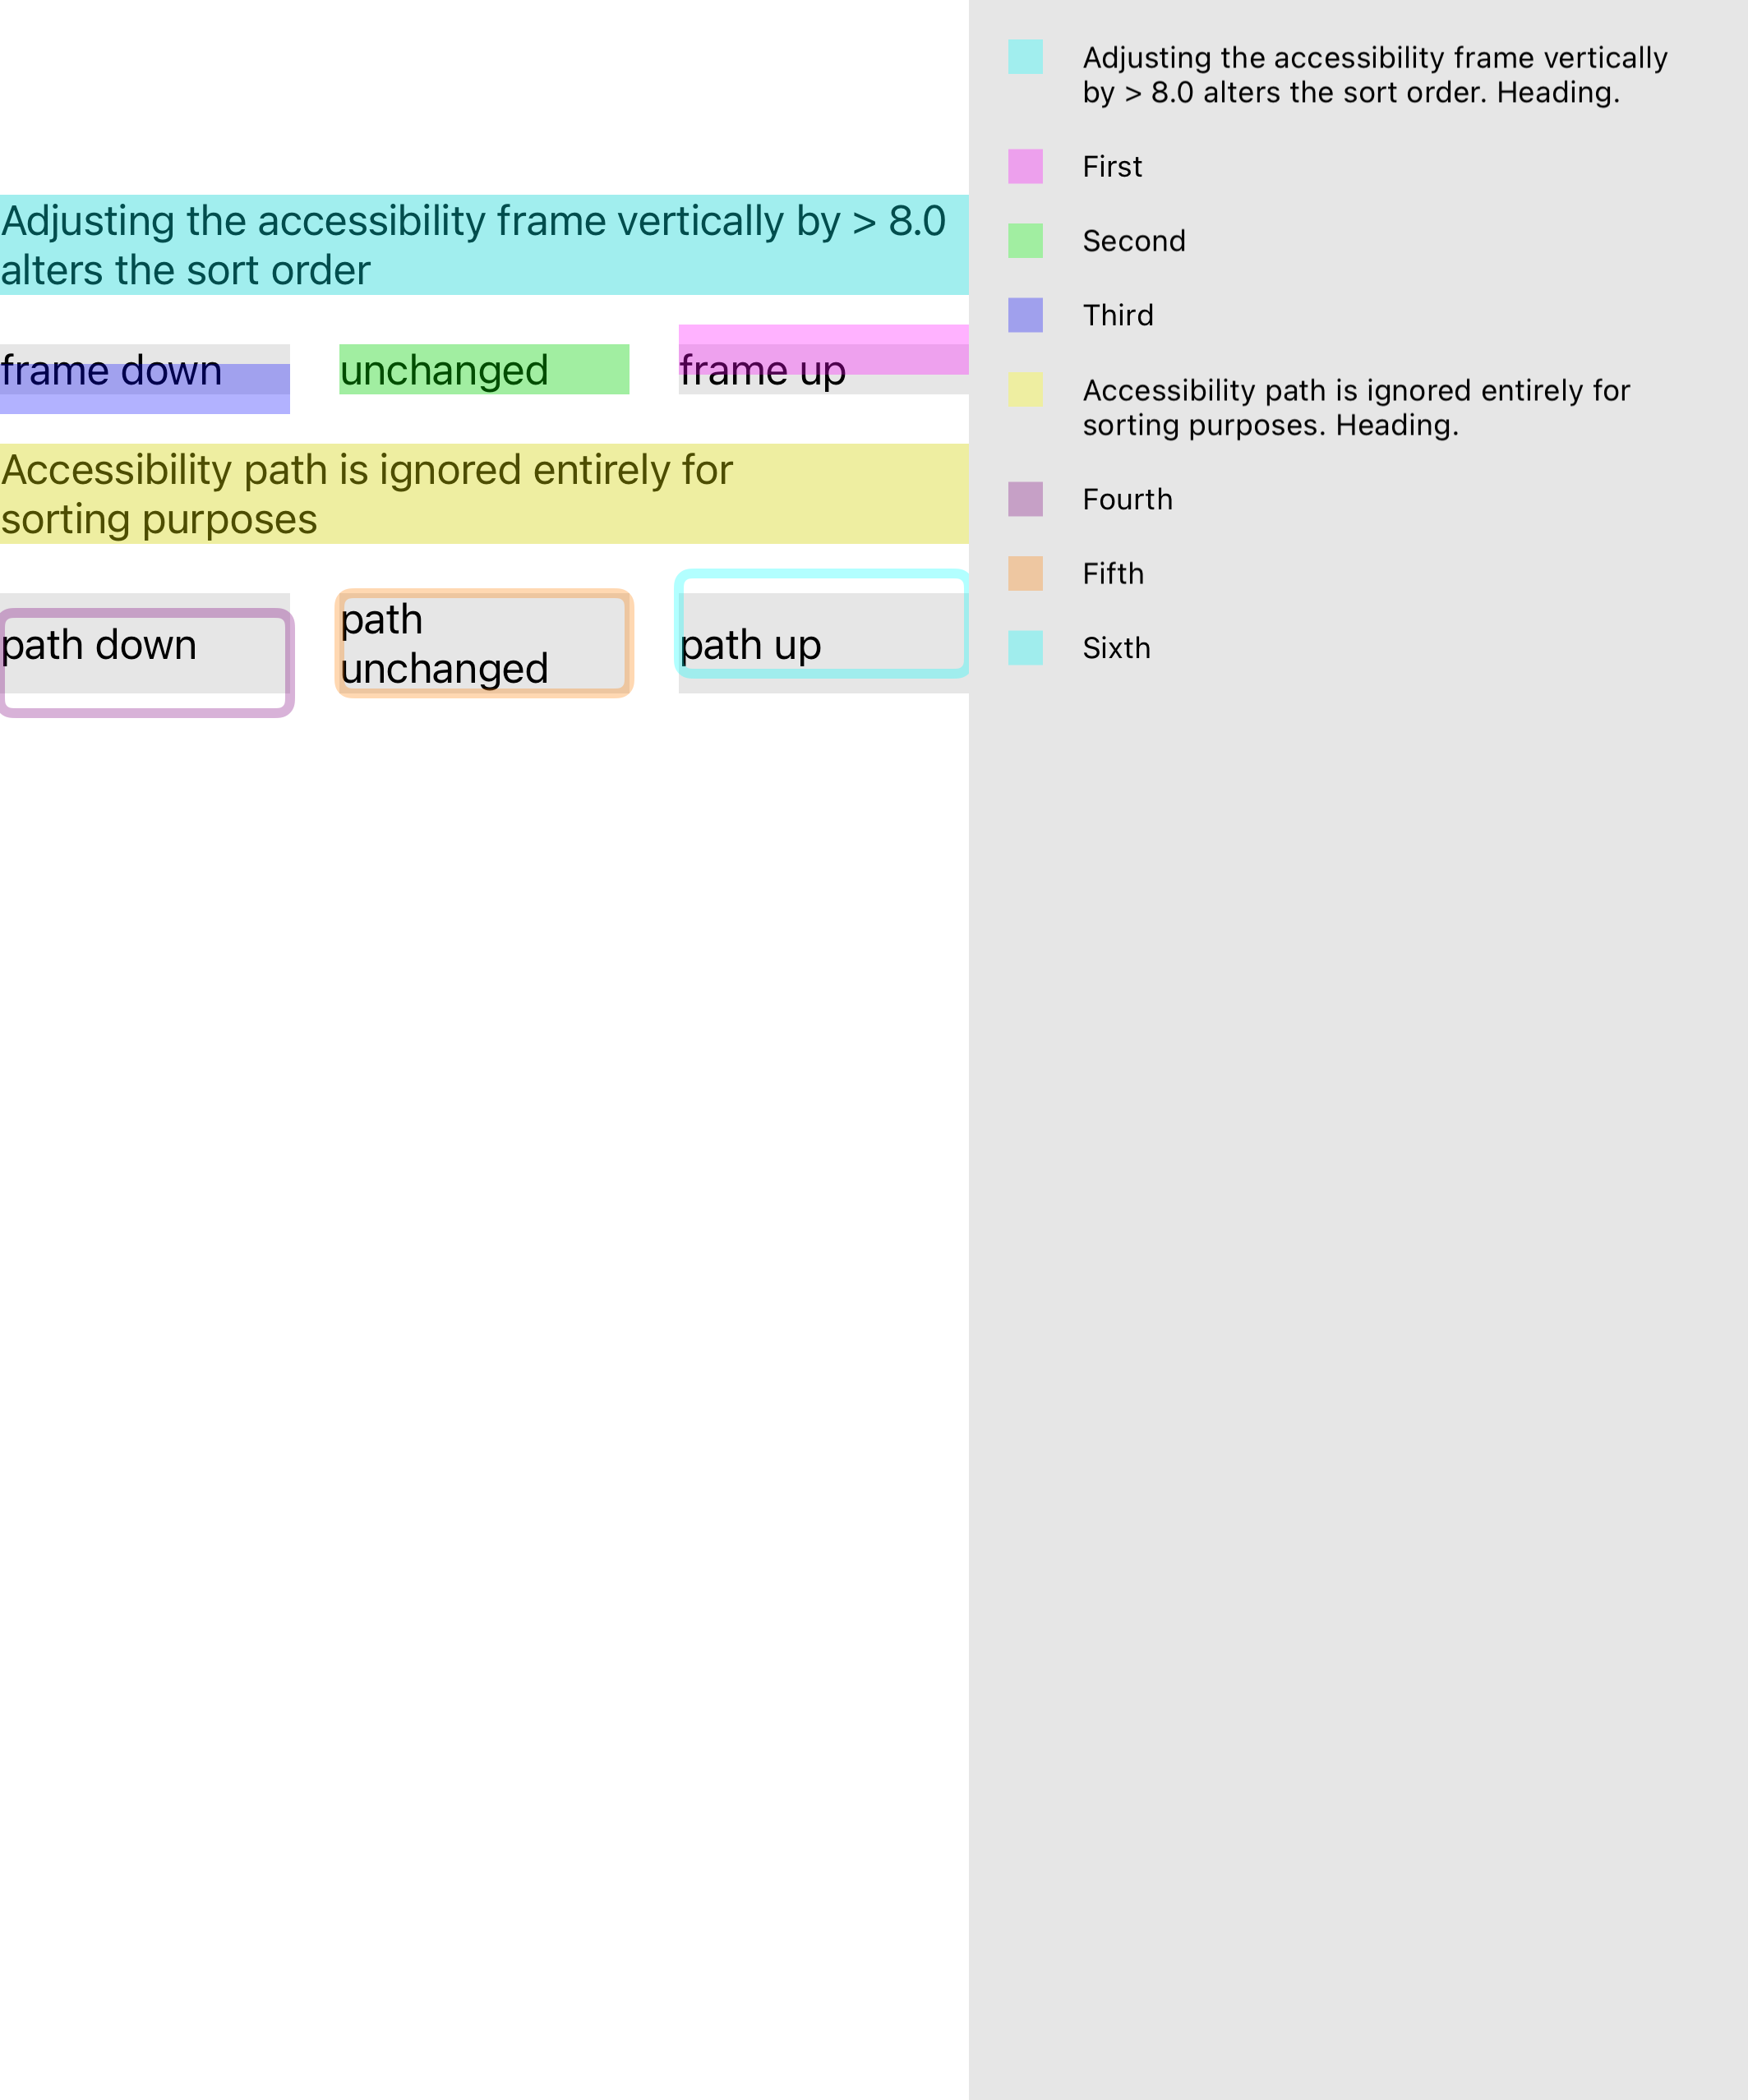 Adjusting the accessibility frame vertically by > 8.0
alters the sort order
frame down
unchanged
frame up
Accessibility path is ignored entirely for
sorting purposes
path down
path
unchanged
path up
Adjusting the accessibility frame vertically
by > 8.0 alters the sort order. Heading.
First
Second
Third
Accessibility path is ignored entirely for
sorting purposes. Heading.
Fourth
Fifth
Sixth